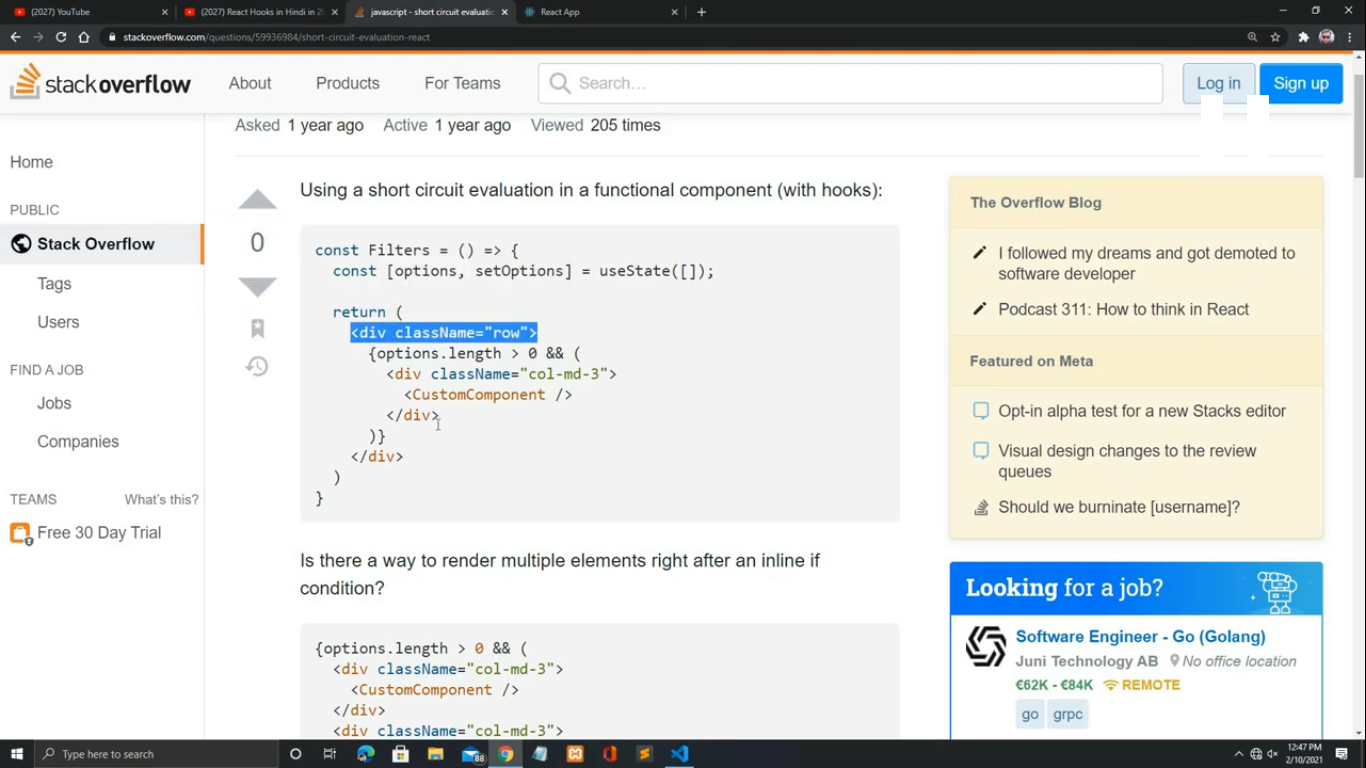 (2027) YouTube
(2027) React Hooks in Hindi in 20
javascript - short circuit evaluatio
React App
stackoverflow.com/questions/59936984/short-circuit-evaluation-react
stackoverflow
About
Products
For Teams
Search…
Log in
Sign up
Asked 1 year ago Active 1 year ago Viewed 205 times
Home
PUBLIC
Stack Overflow
Tags
Users
FIND A JOB
Jobs
Companies
TEAMS
What's this?
Free 30 Day Trial
0
Using a short circuit evaluation in a functional component (with hooks):
const Filters = () => {
const [options, setOptions] = useState([]);
return (
<div className="row">
{options.length > 0 && (
<div className="col-md-3">
<CustomComponent />
</div>
)}
</div>
)
}
Is there a way to render multiple elements right after an inline if
condition?
{options.length > 0 && (
<div className="col-md-3">
<CustomComponent />
</div>
<div className="col-md-3">
The Overflow Blog
I followed my dreams and got demoted to
software developer
Podcast 311: How to think in React
Featured on Meta
Opt-in alpha test for a new Stacks editor
Visual design changes to the review
queues
Should we burninate [username]?
Looking for a job?
Software Engineer - Go (Golang)
Juni Technology AB No office location
€62K - €84K REMOTE
go grpc
Type here to search
88
12:47 PM
2/10/2021